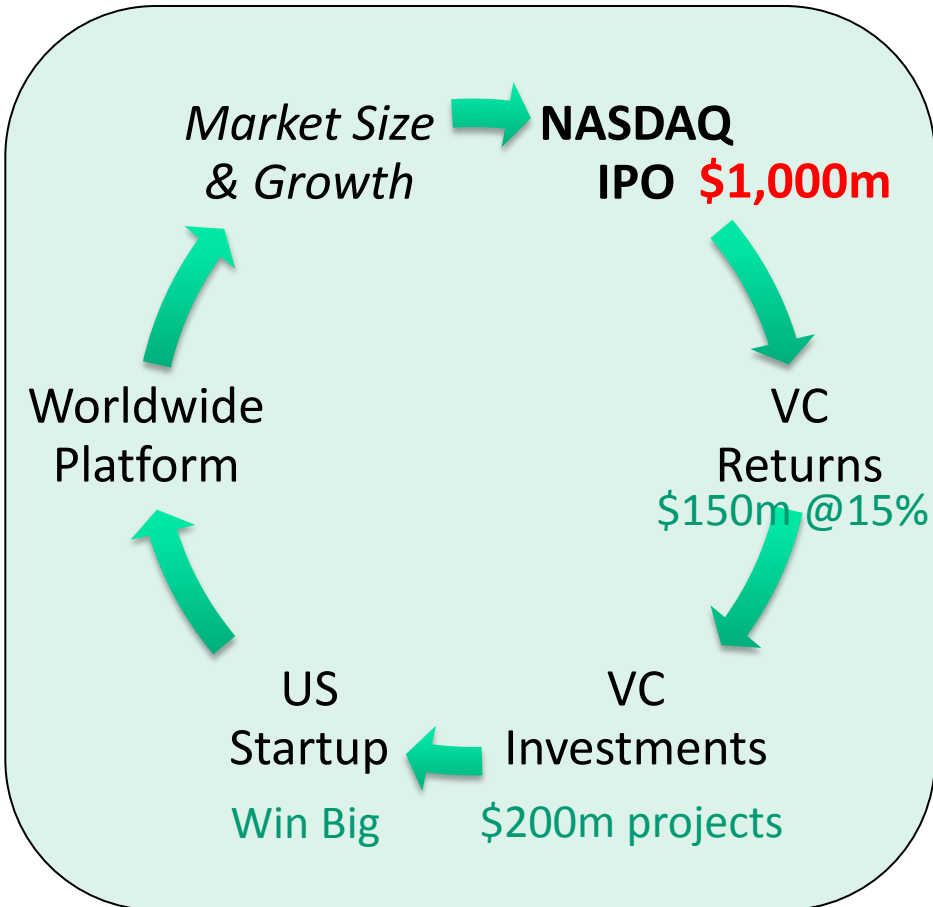 Market Size
& Growth
NASDAQ
IPO $1,000m
VC
Returns
$150m @15%
VC
Investments
$200m projects
US
Startup
Win Big
Worldwide
Platform